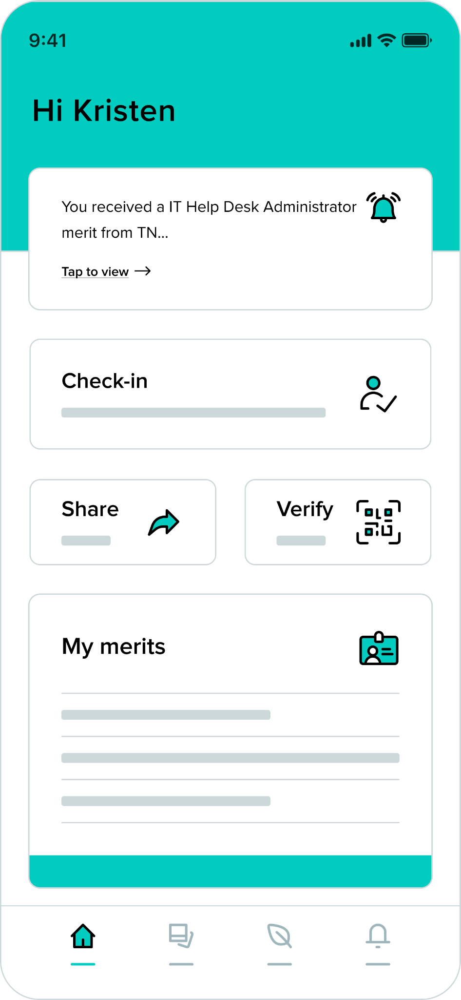 9:41
Hi Kristen
You received a IT Help Desk Administrator
merit from TN...
Tap to view
Check-in
Share
Verify
My merits